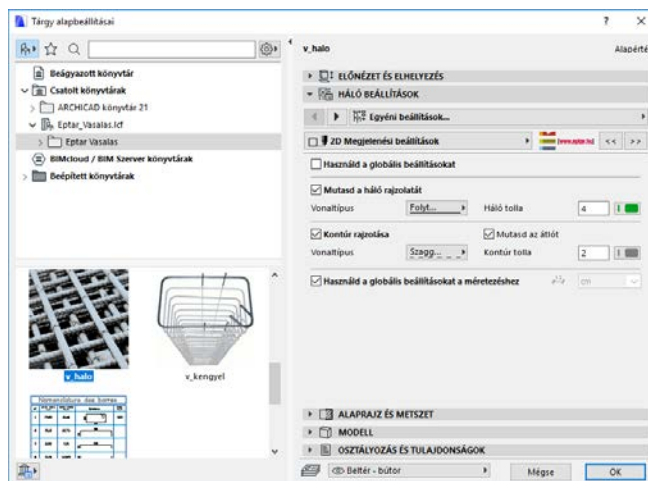 Tárgy alapbeállításai
? ×
Beágyazott könyvtár
Csatolt könyvtárak
ARCHICAD könyvtár 21
Eptar_Vasalas.lcf
Eptar Vasalas
BIMcloud / BIM Szerver könyvtárak
Beépített könyvtárak
v_halo
v_kengyel
Nomenclature des barres
v_halo
Alapérté
ELŐNÉZET ÉS ELHELYEZÉS
HÁLÓ BEÁLLÍTÁSOK
Egyéni beállítások...
2D Megjelenési beállítások
<< >>
Használd a globális beállításokat
Mutasd a háló rajzolatát
Vonaltípus Folyt... Háló tolla 4
Kontúr rajzolása Mutasd az átlót
Vonaltípus Szagg... Kontúr tolla 2
Használd a globális beállításokat a méretezéshez cm
ALAPRAJZ ÉS METSZET
MODELL
OSZTÁLYOZÁS ÉS TULAJDONSÁGOK
Beltér - bútor
Mégse OK